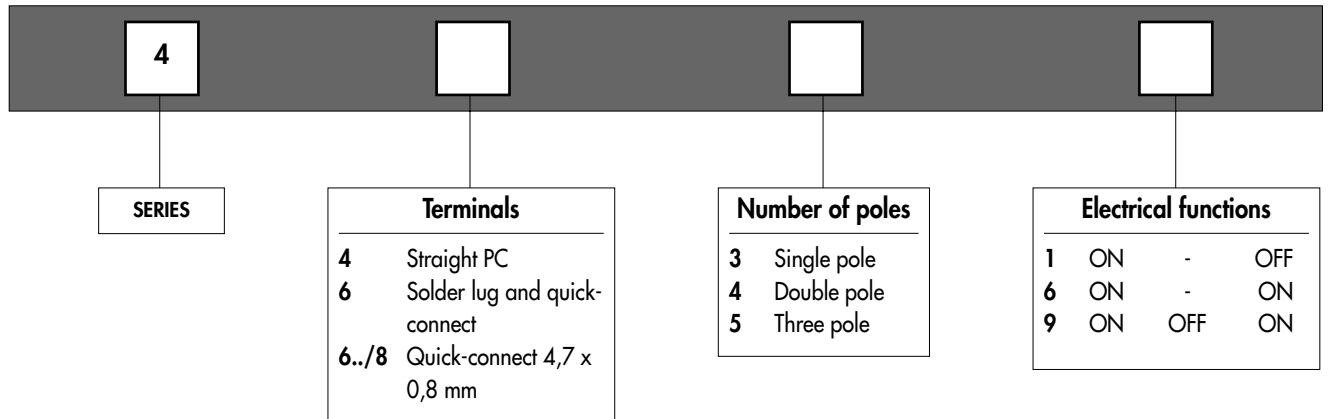 4
SERIES
Terminals
4 Straight PC
6 Solder lug and quick-
connect
6../8 Quick-connect 4,7 x
0,8 mm
Number of poles
3 Single pole
4 Double pole
5 Three pole
Electrical functions
1 ON - OFF
6 ON - ON
9 ON OFF ON